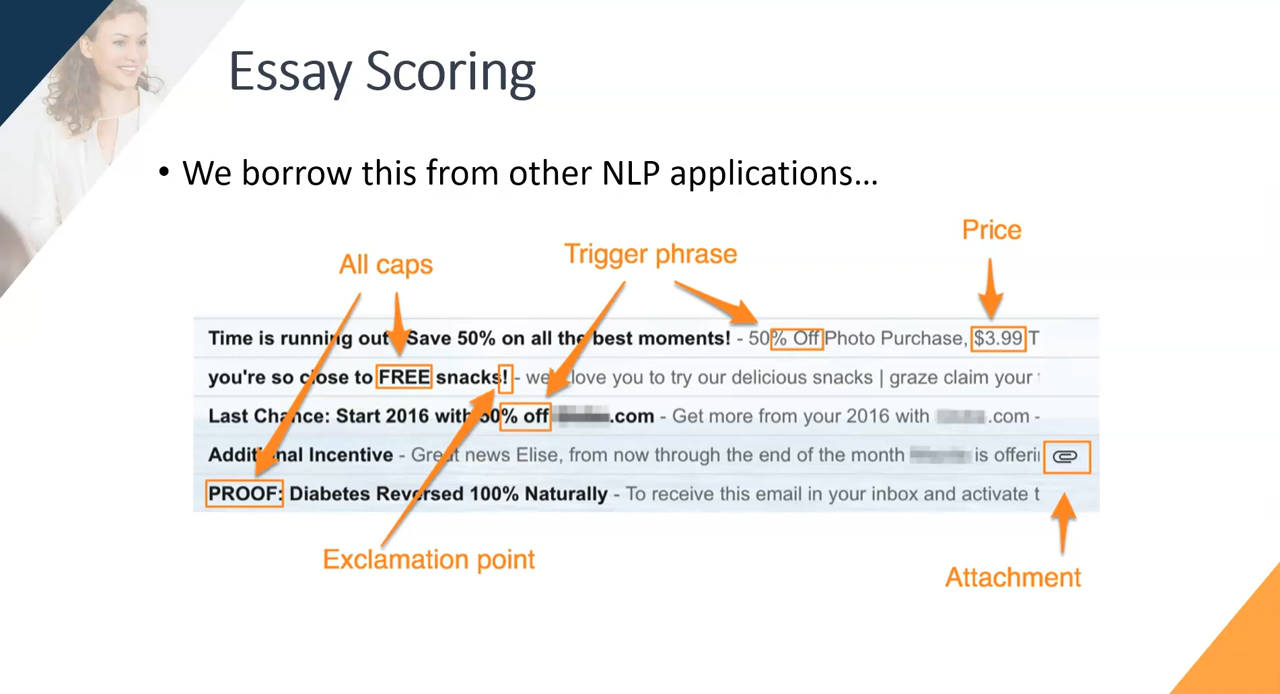 Essay Scoring
• We borrow this from other NLP applications…
Price
Trigger phrase
All caps
Time is running out! Save 50% on all the best moments! - 50% Off Photo Purchase, $3.99 T
you're so close to FREE snacks! - we love you to try our delicious snacks | graze claim your
Last Chance: Start 2016 with 50% off .com - Get more from your 2016 with .com -
Additional Incentive - Great news Elise, from now through the end of the month is offeri
PROOF: Diabetes Reversed 100% Naturally - To receive this email in your inbox and activate t
Exclamation point
Attachment